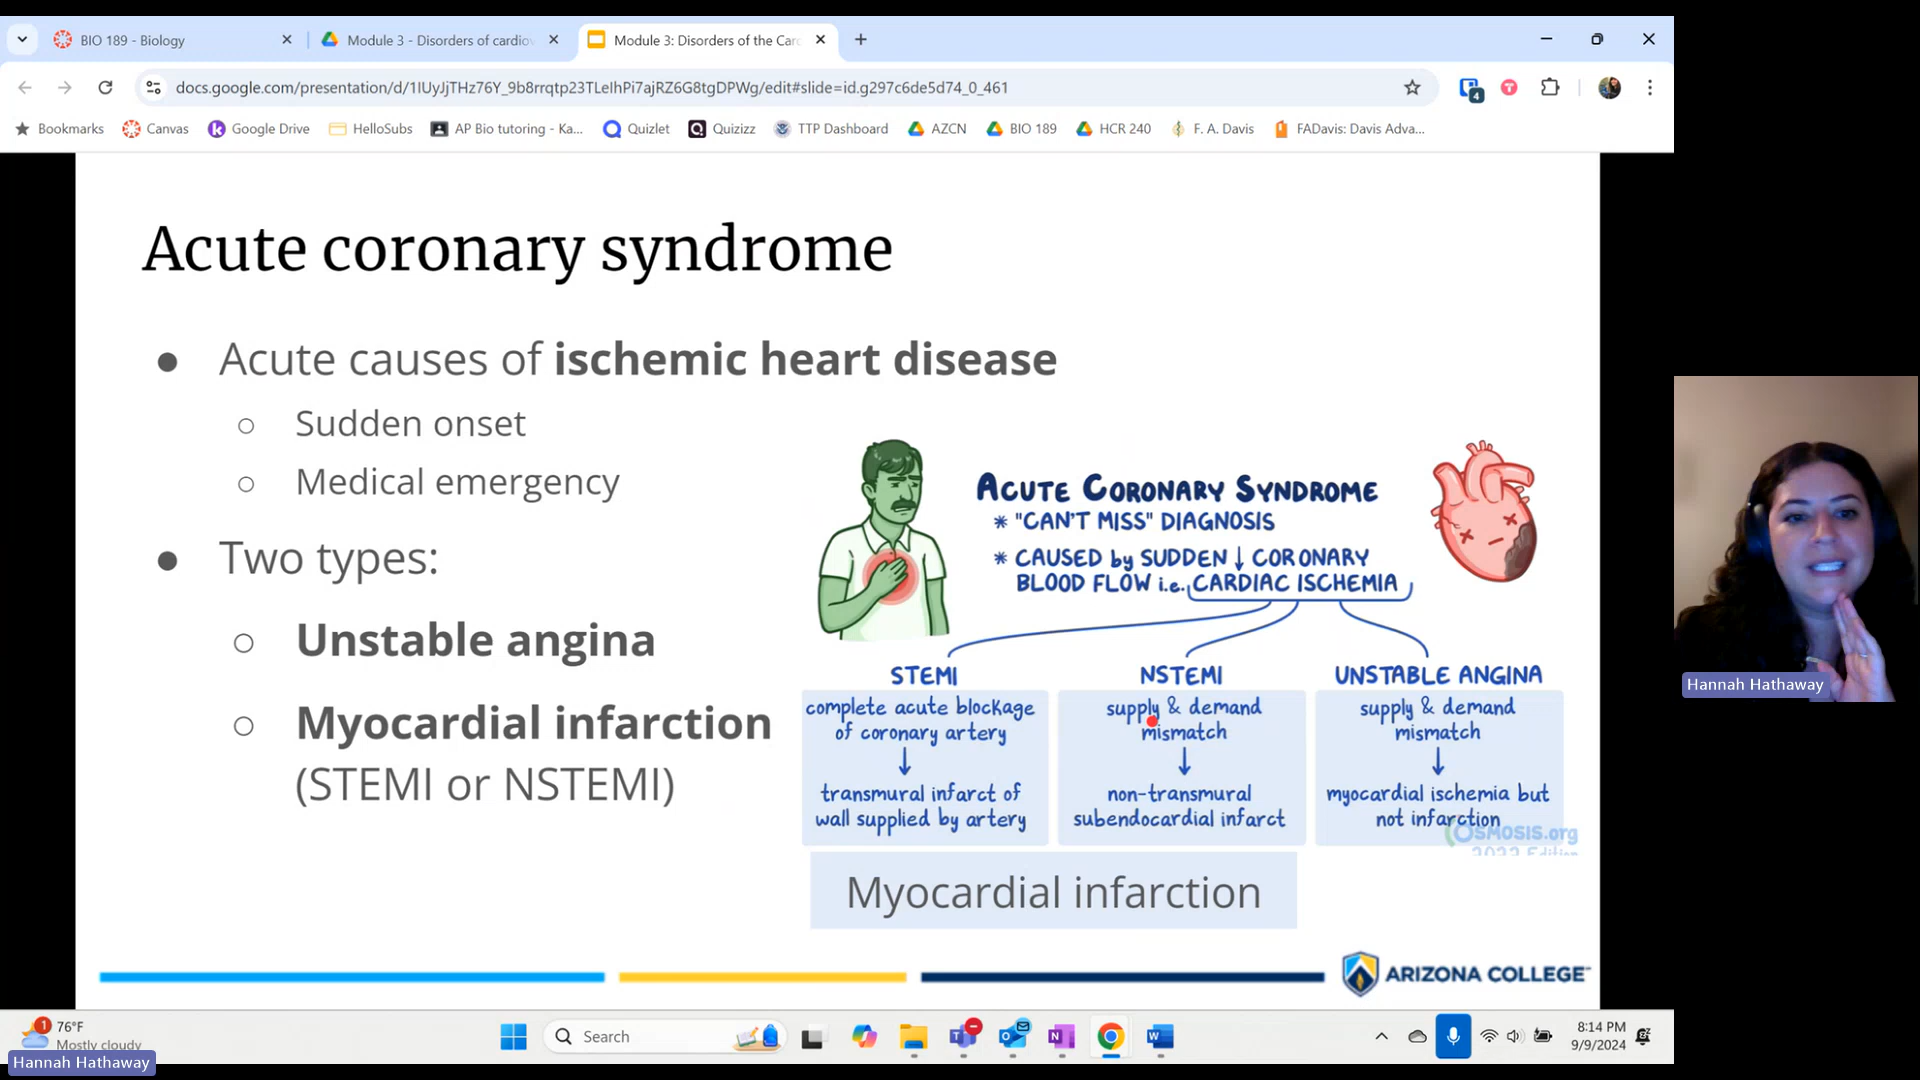 BIO 189 - Biology
Module 3 - Disorders of cardiov
Module 3: Disorders of the Car
docs.google.com/presentation/d/1IUyJjTHz76Y_9b8rrqtp23TLeIhPi7ajRZ6G8tgDPWg/edit#slide=id.g297c6de5d74_0_461
4
Bookmarks
Canvas
Google Drive
HelloSubs
AP Bio tutoring - Ka...
Quizlet
Quizizz
TTP Dashboard
AZCN
BIO 189
HCR 240
F. A. Davis
FADavis: Davis Adva...
Acute coronary syndrome
● Acute causes of ischemic heart disease
○ Sudden onset
○ Medical emergency
● Two types:
○ Unstable angina
○ Myocardial infarction
(STEMI or NSTEMI)
ACUTE CORONARY SYNDROME
* "CAN'T MISS" DIAGNOSIS
* CAUSED by SUDDEN ↓ CORONARY
BLOOD FLOW i.e. CARDIAC ISCHEMIA
STEMI
complete acute blockage
of coronary artery
↓
transmural infarct of
wall supplied by artery
NSTEMI
supply & demand
mismatch
↓
non-transmural
subendocardial infarct
UNSTABLE ANGINA
supply & demand
mismatch
↓
myocardial ischemia but
not infarction
OSMOSIS.org
2022 Edition
Myocardial infarction
ARIZONA COLLEGE
Hannah Hathaway
1
76°F
Mostly cloudy
Search
8:14 PM
9/9/2024
Hannah Hathaway